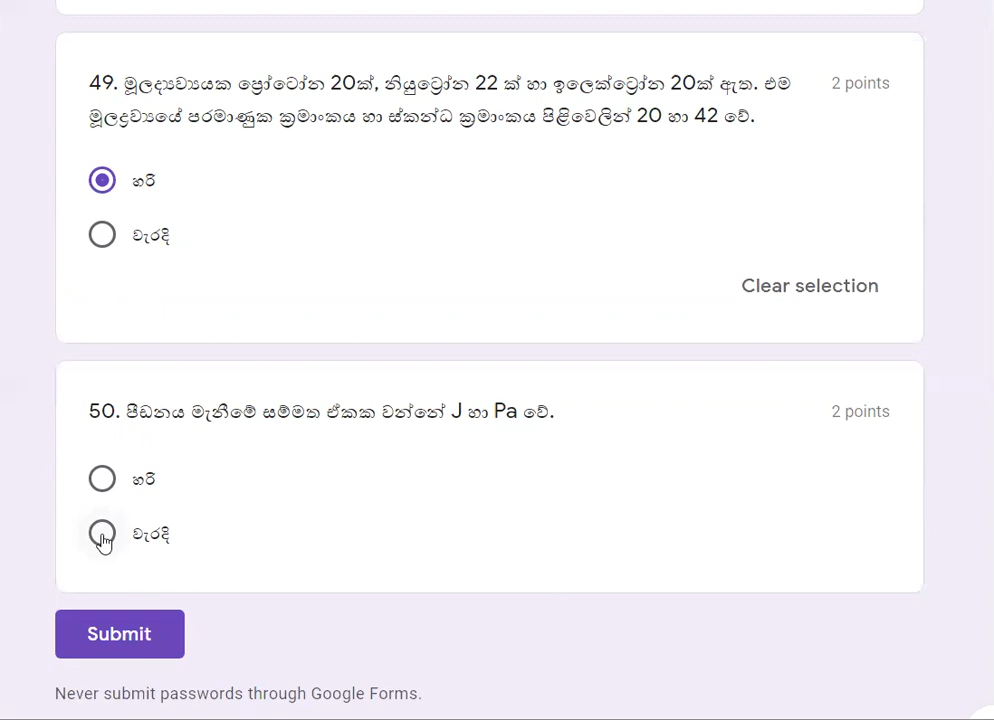 49. මූලද්‍රව්‍යයක ප්‍රෝටෝන 20ක්, නියුට්‍රෝන 22 ක් හා ඉලෙක්ට්‍රෝන 20ක් ඇත. එම
2 points
මූලද්‍රව්‍යයේ පරමාණුක ක්‍රමාංකය හා ස්කන්ධ ක්‍රමාංකය පිළිවෙලින් 20 හා 42 වේ.
හරි
වැරදි
Clear selection
50. පීඩනය මැනීමේ සම්මත ඒකක වන්නේ J හා Pa වේ.
2 points
හරි
වැරදි
Submit
Never submit passwords through Google Forms.